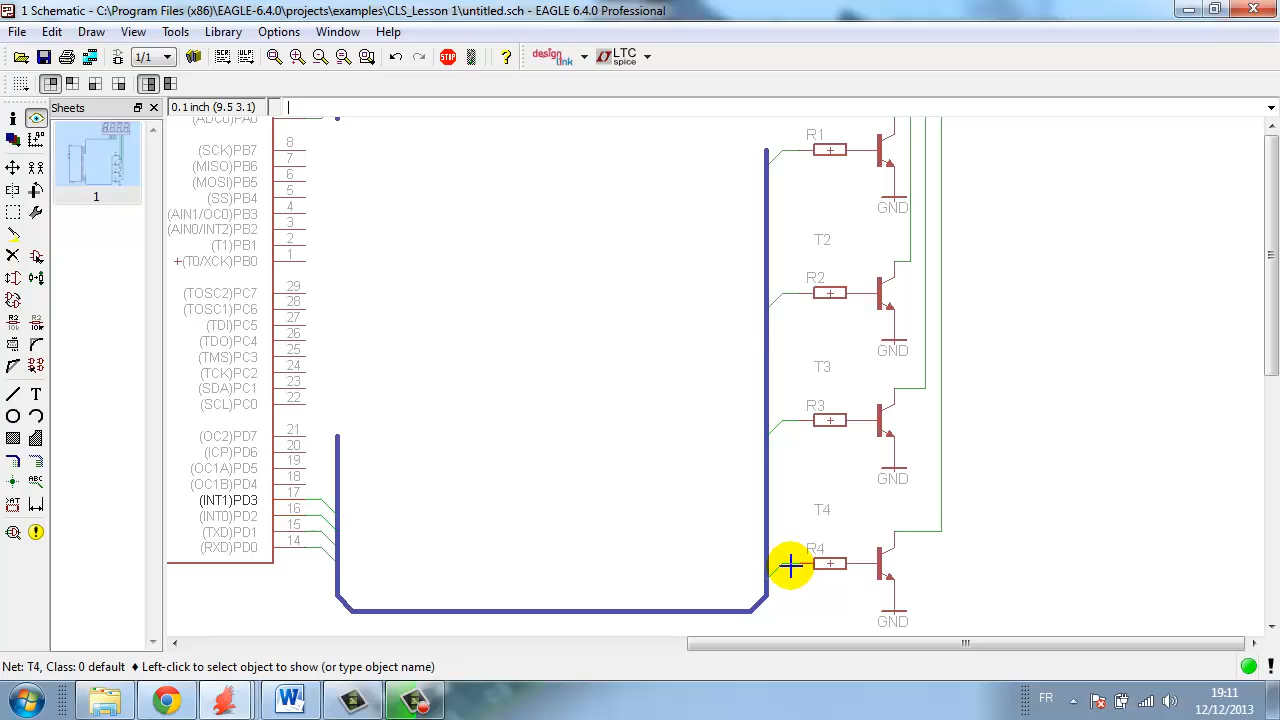 1 Schematic - C:\Program Files (x86)\EAGLE-6.4.0\projects\examples\CLS_Lesson 1\untitled.sch - EAGLE 6.4.0 Professional
File Edit Draw View Tools Library Options Window Help
1/1 SCR ULP STOP ? design link LTC spice
Sheets
0.1 inch (9.5 3.1)
1
(ADC0)PA0
(SCK)PB7 8
(MISO)PB6 7
(MOSI)PB5 6
(SS)PB4 5
(AIN1/OC0)PB3 4
(AIN0/INT2)PB2 3
(T1)PB1 2
+(T0/XCK)PB0 1
(TOSC2)PC7 29
(TOSC1)PC6 28
(TDI)PC5 27
(TDO)PC4 26
(TMS)PC3 25
(TCK)PC2 24
(SDA)PC1 23
(SCL)PC0 22
(OC2)PD7 21
(ICP)PD6 20
(OC1A)PD5 19
(OC1B)PD4 18
(INT1)PD3 17
(INT0)PD2 16
(TXD)PD1 15
(RXD)PD0 14
R1
GND
T2
R2
GND
T3
R3
GND
T4
R4
GND
Net: T4, Class: 0 default ♦ Left-click to select object to show (or type object name)
FR
19:11
12/12/2013